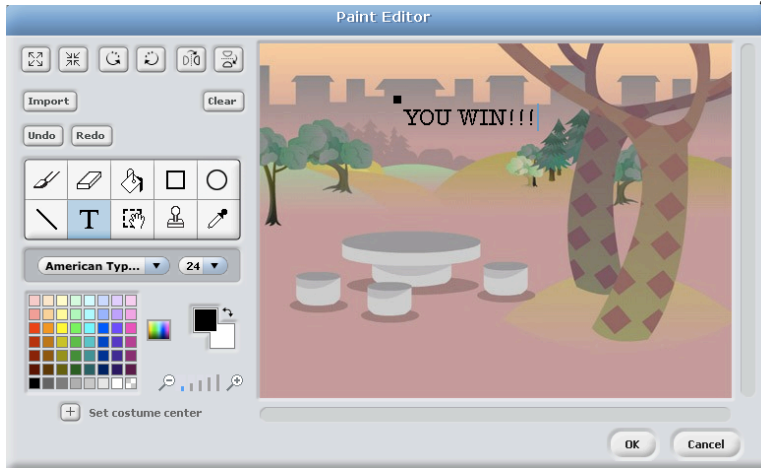 Paint Editor
Import
Clear
Undo
Redo
T
American Typ...
24
Set costume center
YOU WIN!!!
OK
Cancel